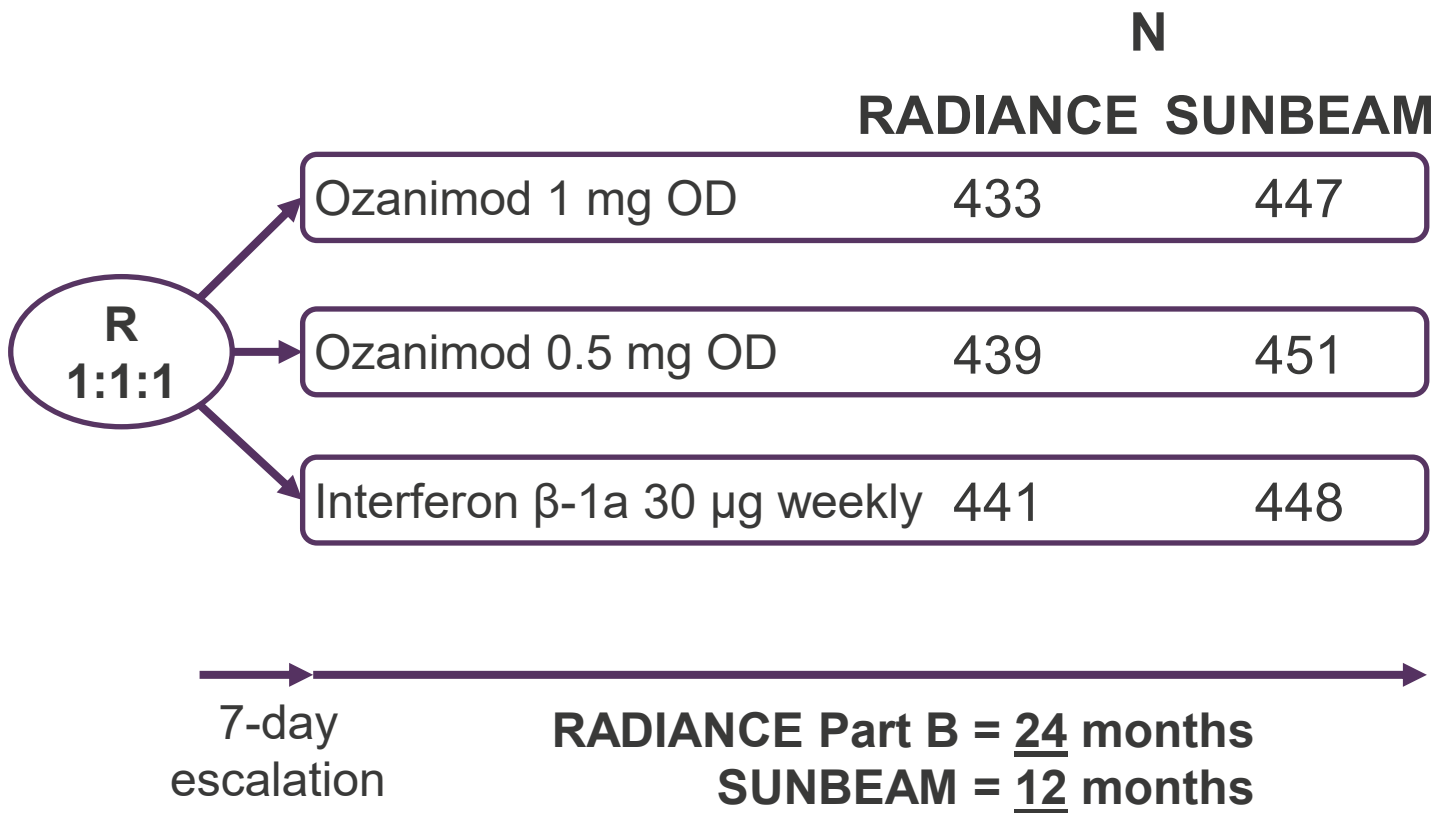 N
RADIANCE SUNBEAM
Ozanimod 1 mg OD 433 447
R
1:1:1
Ozanimod 0.5 mg OD 439 451
Interferon β-1a 30 μg weekly 441 448
7-day
escalation
RADIANCE Part B = 24 months
SUNBEAM = 12 months